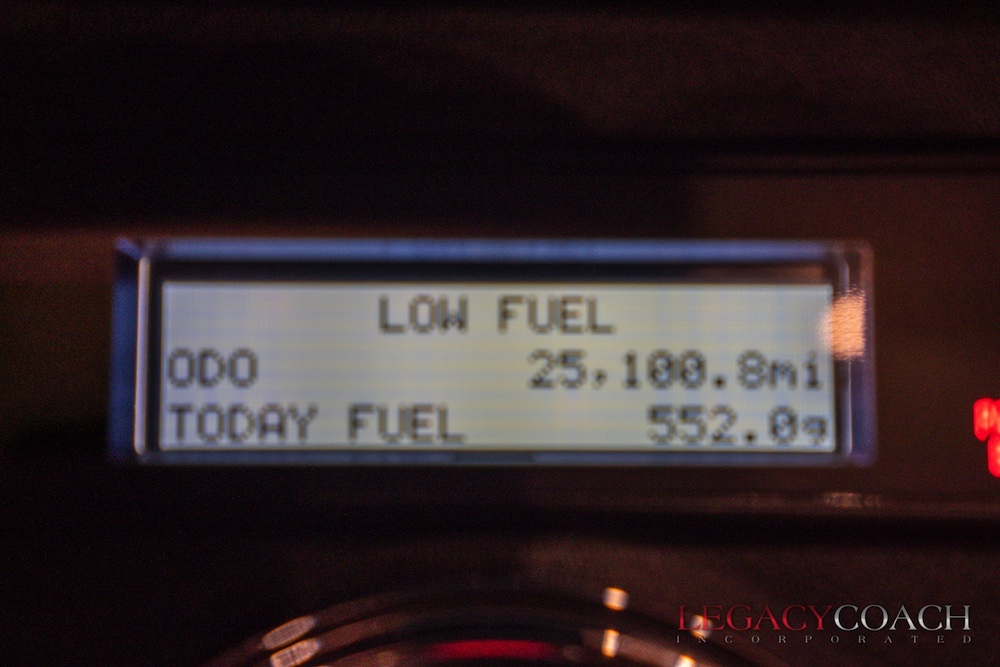 LOW FUEL
ODO 25,100.8mi
TODAY FUEL 552.0g
LEGACYCOACH
INCORPORATED